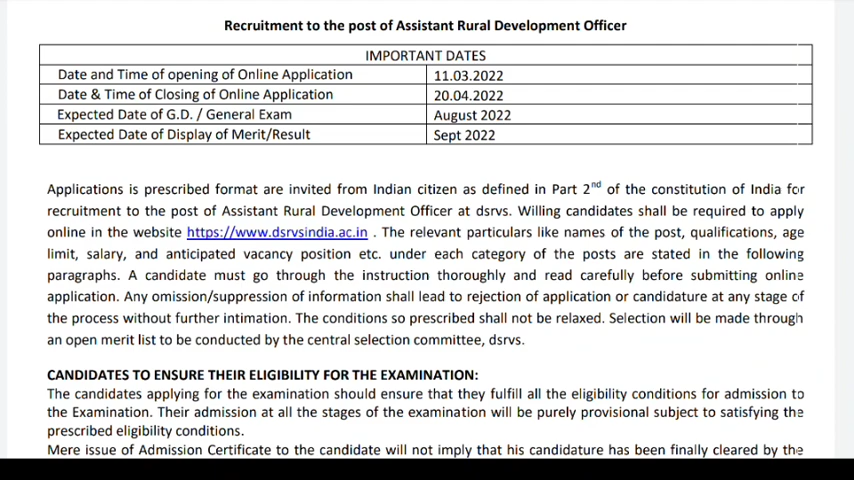 Recruitment to the post of Assistant Rural Development Officer
IMPORTANT DATES
Date and Time of opening of Online Application 11.03.2022
Date & Time of Closing of Online Application 20.04.2022
Expected Date of G.D. / General Exam August 2022
Expected Date of Display of Merit/Result Sept 2022
Applications is prescribed format are invited from Indian citizen as defined in Part 2nd of the constitution of India for
recruitment to the post of Assistant Rural Development Officer at dsrvs. Willing candidates shall be required to apply
online in the website https://www.dsrvsindia.ac.in . The relevant particulars like names of the post, qualifications, age
limit, salary, and anticipated vacancy position etc. under each category of the posts are stated in the following
paragraphs. A candidate must go through the instruction thoroughly and read carefully before submitting online
application. Any omission/suppression of information shall lead to rejection of application or candidature at any stage of
the process without further intimation. The conditions so prescribed shall not be relaxed. Selection will be made through
an open merit list to be conducted by the central selection committee, dsrvs.
CANDIDATES TO ENSURE THEIR ELIGIBILITY FOR THE EXAMINATION:
The candidates applying for the examination should ensure that they fulfill all the eligibility conditions for admission to
the Examination. Their admission at all the stages of the examination will be purely provisional subject to satisfying the
prescribed eligibility conditions.
Mere issue of Admission Certificate to the candidate will not imply that his candidature has been finally cleared by the